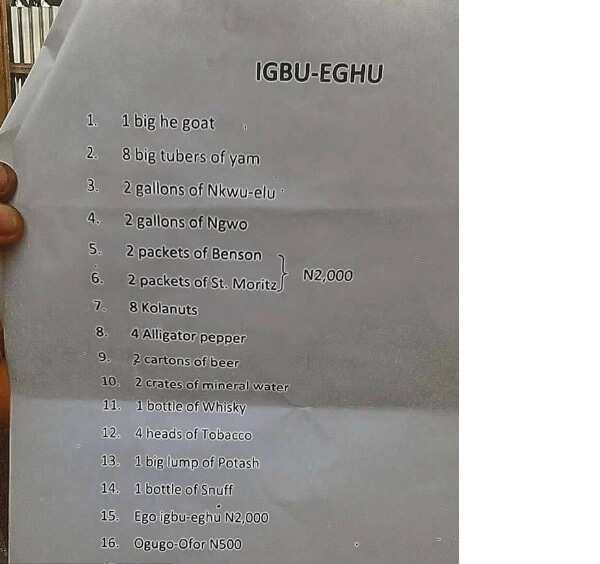 IGBU-EGHU
1. 1 big he goat
2. 8 big tubers of yam
3. 2 gallons of Nkwu-elu
4. 2 gallons of Ngwo
5. 2 packets of Benson
6. 2 packets of St. Moritz N2,000
7. 8 Kolanuts
8. 4 Alligator pepper
9. 2 cartons of beer
10. 2 crates of mineral water
11. 1 bottle of Whisky
12. 4 heads of Tobacco
13. 1 big lump of Potash
14. 1 bottle of Snuff
15. Ego igbu-eghu N2,000
16. Ogugo-Ofor N500